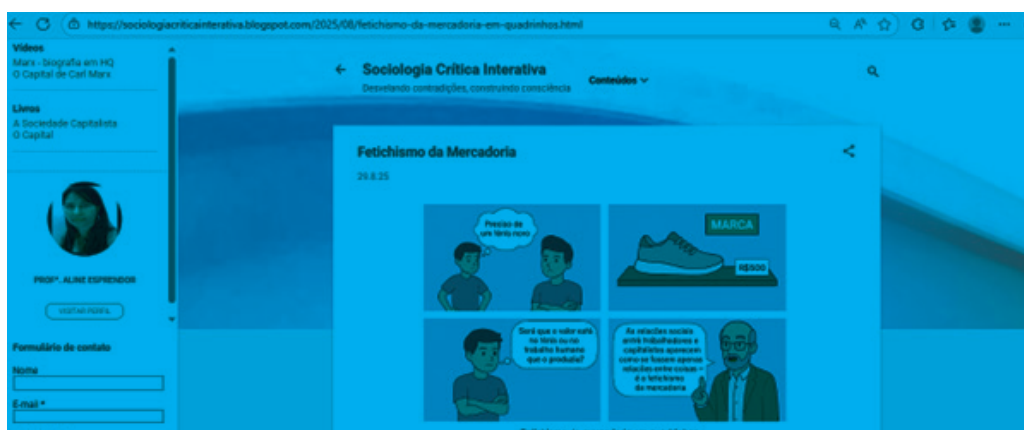 https://sociologiacriticainterativa.blogspot.com/2025/08/fetichismo-da-mercadoria-em-quadrinhos.html
Vídeos
Marx - biografia em HQ
O Capital de Carl Marx
Livros
A Sociedade Capitalista
O Capital
PROFª. ALINE ESPRENDOR
VISITAR PERFIL
Formulário de contato
Nome
E-mail *
Sociologia Crítica Interativa
Desvelando contradições, construindo consciência
Conteúdos
Fetichismo da Mercadoria
29.8.25
Preciso de
um tênis novo
MARCA
R$500
Será que o valor está
no tênis ou no
trabalho humano
que o produziu?
As relações sociais
entre trabalhadores e
capitalistas aparecem
como se fossem apenas
relações entre coisas –
é o fetichismo
da mercadoria